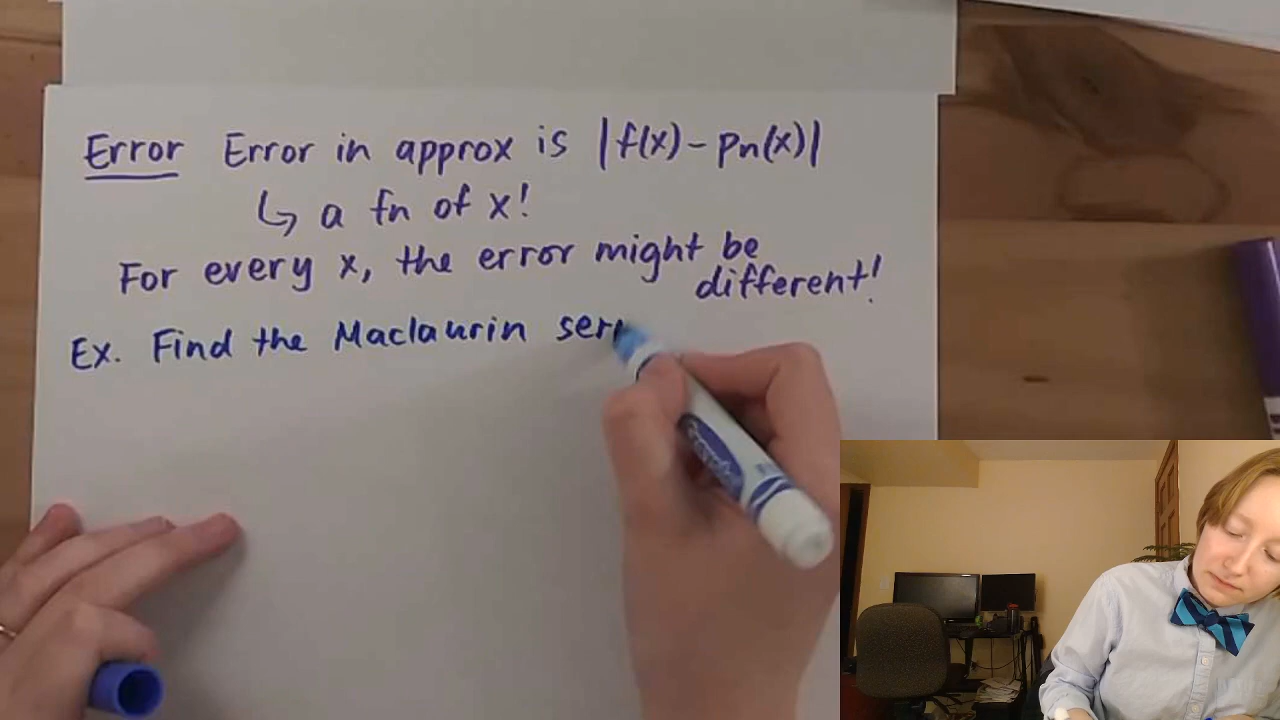 Error Error in approx is |f(x) - pn(x)|
↳ a fn of x!
For every x, the error might be
different!
Ex. Find the Maclaurin seri